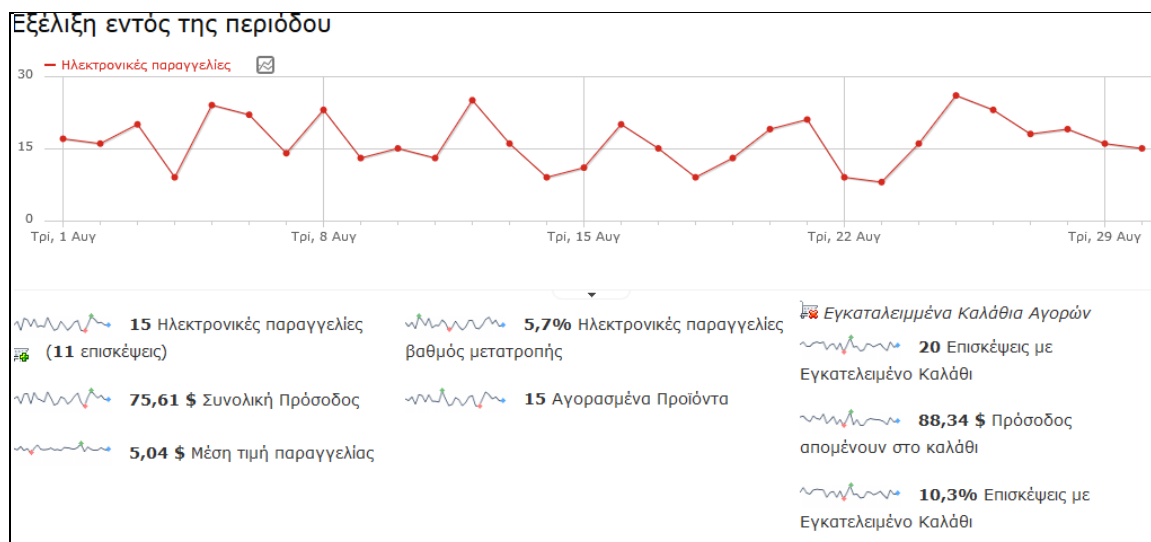 Εξέλιξη εντός της περιόδου
Ηλεκτρονικές παραγγελίες
30
15
0
Τρί, 1 Αυγ
Τρί, 8 Αυγ
Τρί, 15 Αυγ
Τρί, 22 Αυγ
Τρί, 29 Αυγ
15 Ηλεκτρονικές παραγγελίες
(11 επισκέψεις)
75,61 $ Συνολική Πρόσοδος
5,04 $ Μέση τιμή παραγγελίας
5,7% Ηλεκτρονικές παραγγελίες
βαθμός μετατροπής
15 Αγορασμένα Προϊόντα
Εγκαταλειμμένα Καλάθια Αγορών
20 Επισκέψεις με
Εγκατελειμένο Καλάθι
88,34 $ Πρόσοδος
απομένουν στο καλάθι
10,3% Επισκέψεις με
Εγκατελειμένο Καλάθι